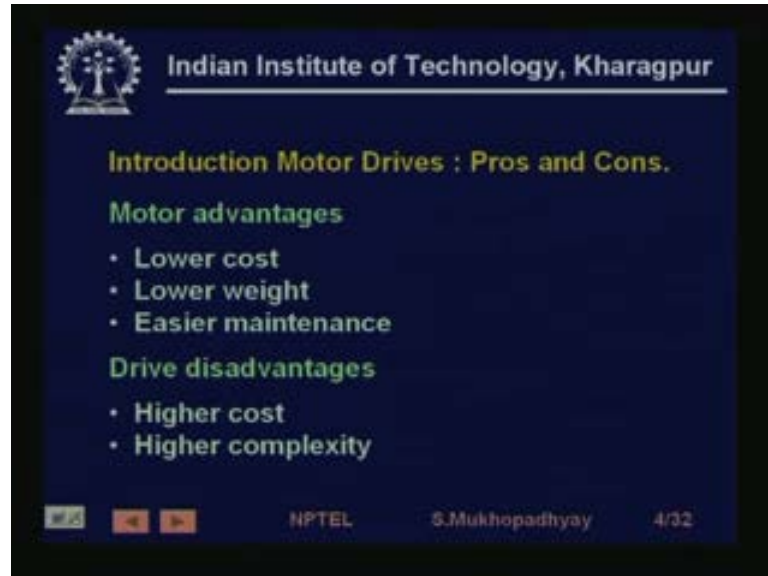 Indian Institute of Technology, Kharagpur
Introduction Motor Drives : Pros and Cons.
Motor advantages
• Lower cost
• Lower weight
• Easier maintenance
Drive disadvantages
• Higher cost
• Higher complexity
NPTEL S.Mukhopadhyay 4/32